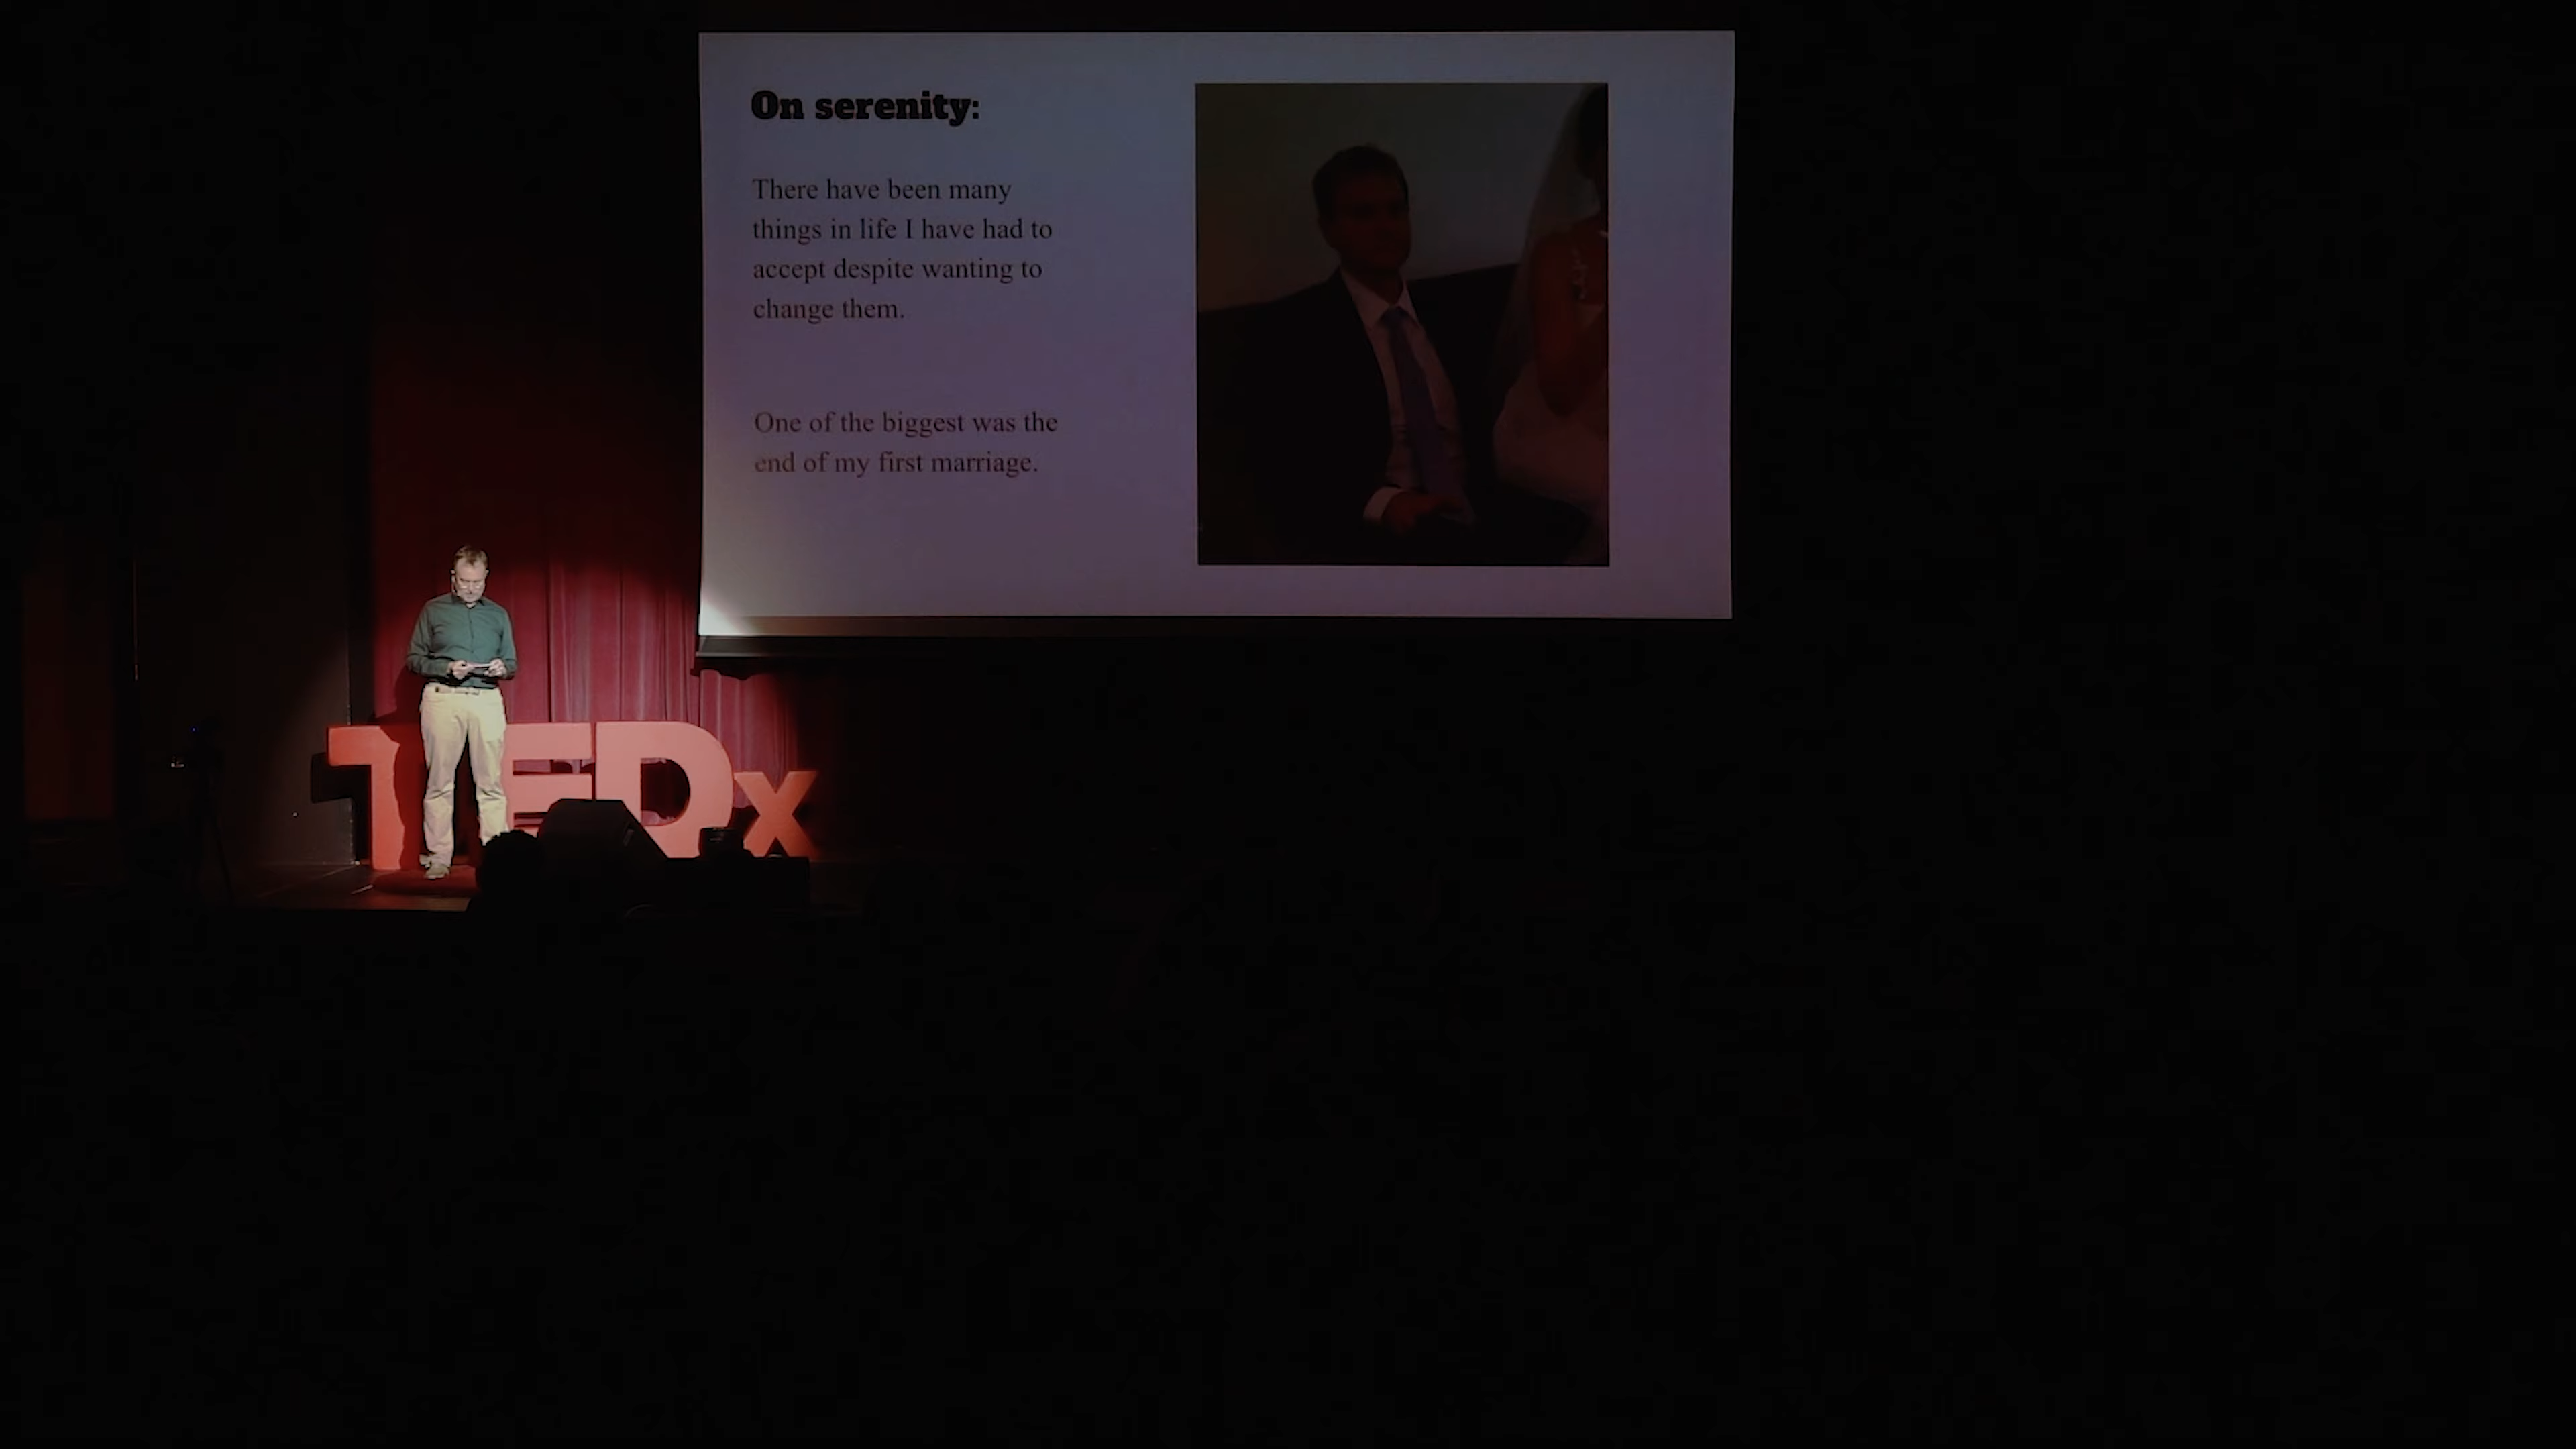 On serenity:
There have been many
things in life I have had to
accept despite wanting to
change them.
One of the biggest was the
end of my first marriage.
TEDx